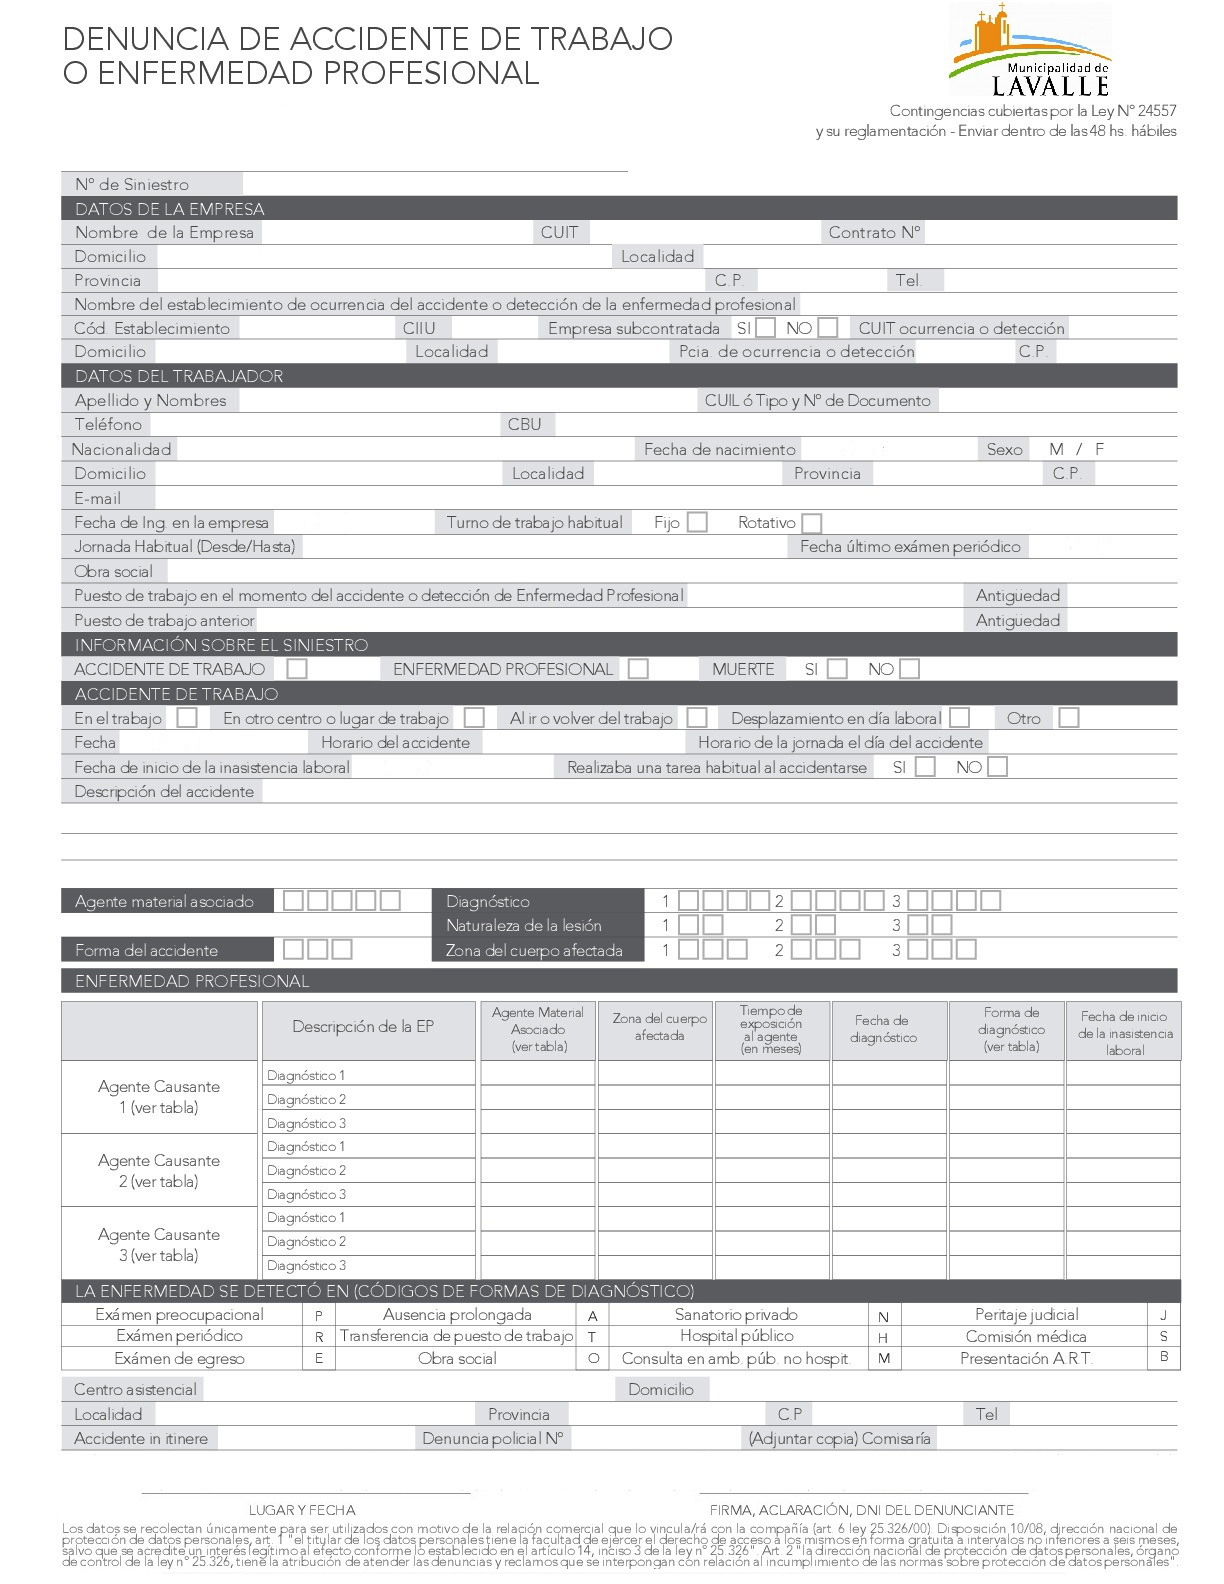 DENUNCIA DE ACCIDENTE DE TRABAJO
O ENFERMEDAD PROFESIONAL
Municipalidad de
LAVALLE
Contingencias cubiertas por la Ley N° 24557
y su reglamentación - Enviar dentro de las 48 hs. hábiles
N° de Siniestro
DATOS DE LA EMPRESA
Nombre de la Empresa CUIT Contrato N°
Domicilio Localidad
Provincia C.P. Tel.
Nombre del establecimiento de ocurrencia del accidente o detección de la enfermedad profesional
Cód. Establecimiento CIIU Empresa subcontratada SI NO CUIT ocurrencia o detección
Domicilio Localidad Pcia. de ocurrencia o detección C.P.
DATOS DEL TRABAJADOR
Apellido y Nombres CUIL ó Tipo y N° de Documento
Teléfono CBU
Nacionalidad Fecha de nacimiento Sexo M / F
Domicilio Localidad Provincia C.P.
E-mail
Fecha de Ing. en la empresa Turno de trabajo habitual Fijo Rotativo
Jornada Habitual (Desde/Hasta) Fecha último exámen periódico
Obra social
Puesto de trabajo en el momento del accidente o detección de Enfermedad Profesional Antigüedad
Puesto de trabajo anterior Antigüedad
INFORMACIÓN SOBRE EL SINIESTRO
ACCIDENTE DE TRABAJO ENFERMEDAD PROFESIONAL MUERTE SI NO
ACCIDENTE DE TRABAJO
En el trabajo En otro centro o lugar de trabajo Al ir o volver del trabajo Desplazamiento en día laboral Otro
Fecha Horario del accidente Horario de la jornada el día del accidente
Fecha de inicio de la inasistencia laboral Realizaba una tarea habitual al accidentarse SI NO
Descripción del accidente
Agente material asociado Diagnóstico 1 2 3
Naturaleza de la lesión 1 2 3
Forma del accidente Zona del cuerpo afectada 1 2 3
ENFERMEDAD PROFESIONAL
Descripción de la EP
Agente Material
Asociado
(ver tabla)
Zona del cuerpo
afectada
Tiempo de
exposición
al agente
(en meses)
Fecha de
diagnóstico
Forma de
diagnóstico
(ver tabla)
Fecha de inicio
de la inasistencia
laboral
Agente Causante
1 (ver tabla)
Diagnóstico 1
Diagnóstico 2
Diagnóstico 3
Agente Causante
2 (ver tabla)
Diagnóstico 1
Diagnóstico 2
Diagnóstico 3
Agente Causante
3 (ver tabla)
Diagnóstico 1
Diagnóstico 2
Diagnóstico 3
LA ENFERMEDAD SE DETECTÓ EN (CÓDIGOS DE FORMAS DE DIAGNÓSTICO)
Exámen preocupacional P Ausencia prolongada A Sanatorio privado N Peritaje judicial J
Exámen periódico R Transferencia de puesto de trabajo T Hospital público H Comisión médica S
Exámen de egreso E Obra social O Consulta en amb. púb. no hospit. M Presentación A.R.T. B
Centro asistencial Domicilio
Localidad Provincia C.P Tel
Accidente in itinere Denuncia policial N° (Adjuntar copia) Comisaría
LUGAR Y FECHA FIRMA, ACLARACIÓN, DNI DEL DENUNCIANTE
Los datos se recolectan únicamente para ser utilizados con motivo de la relación comercial que lo vincula/rá con la compañía (art. 6 ley 25.326/00). Disposición 10/08, dirección nacional de
protección de datos personales, art. 1 "el titular de los datos personales tiene la facultad de ejercer el derecho de acceso a los mismos en forma gratuita a intervalos no inferiores a seis meses,
salvo que se acredite un interés legítimo al efecto conforme lo establecido en el artículo 14, inciso 3 de la ley n° 25.326". Art. 2 "la dirección nacional de protección de datos personales, órgano
de control de la ley n° 25.326, tiene la atribución de atender las denuncias y reclamos que se interpongan con relación al incumplimiento de las normas sobre protección de datos personales".